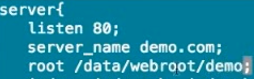 server{
listen 80;
server_name demo.com;
root /data/webroot/demo;